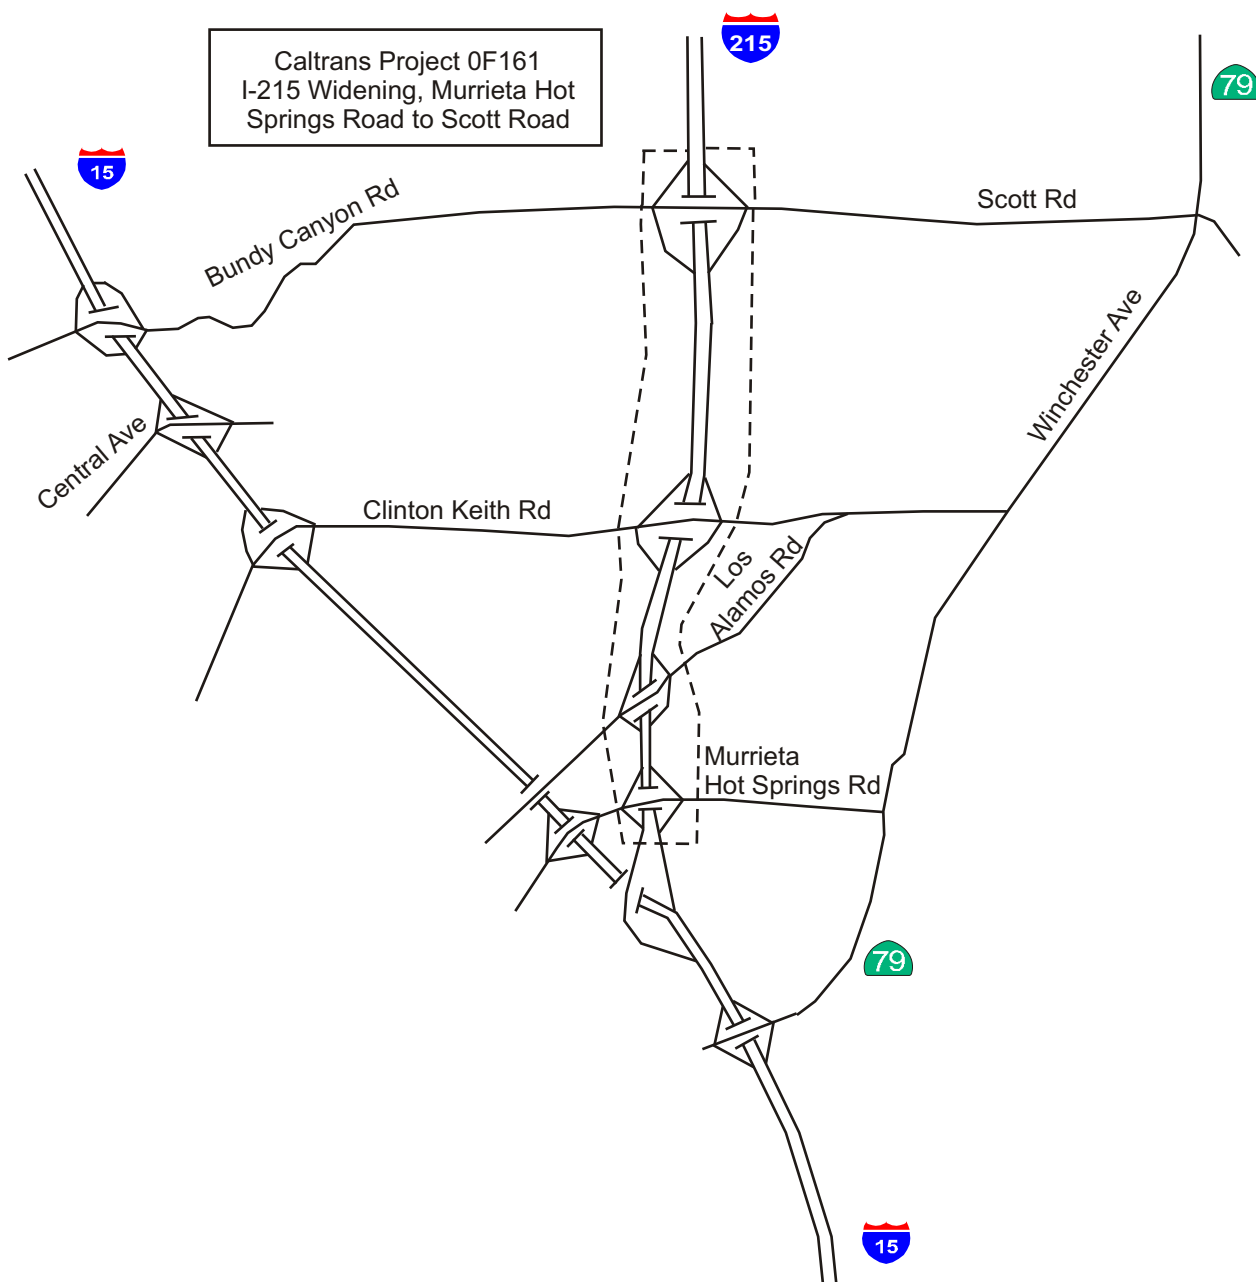 215
Caltrans Project 0F161
I-215 Widening, Murrieta Hot
Springs Road to Scott Road
79
15
Bundy Canyon Rd
Scott Rd
Winchester Ave
Central Ave
Clinton Keith Rd
Los
Alamos Rd
Murrieta
Hot Springs Rd
79
15